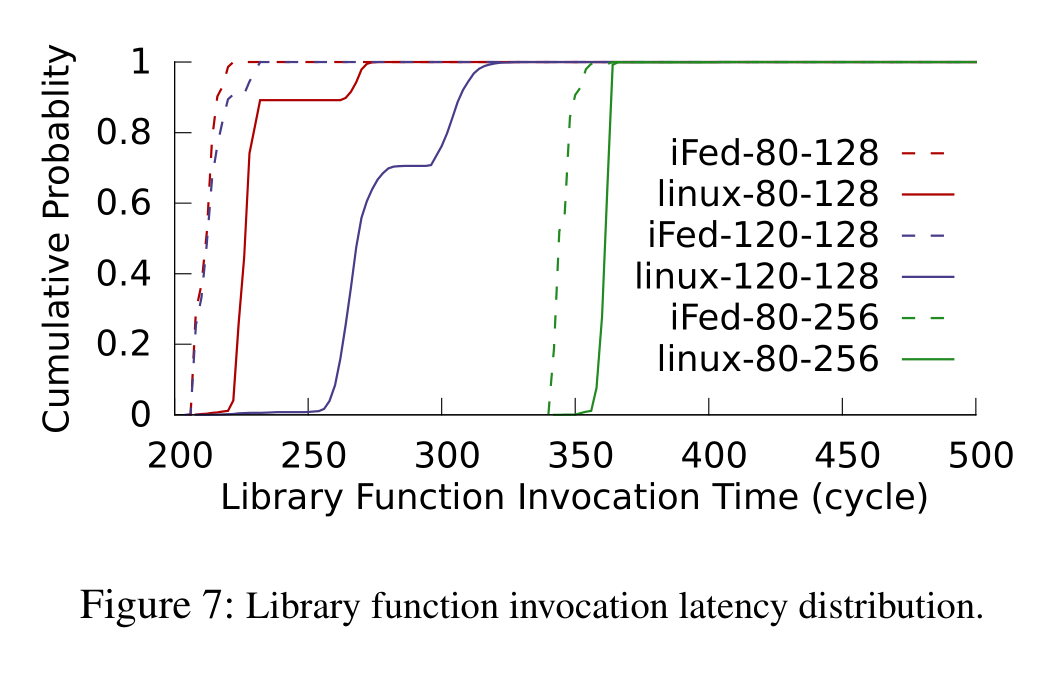 1
0.8
0.6
0.4
0.2
0
Cumulative Probablity
iFed-80-128
linux-80-128
iFed-120-128
linux-120-128
iFed-80-256
linux-80-256
200 250 300 350 400 450 500
Library Function Invocation Time (cycle)
Figure 7: Library function invocation latency distribution.